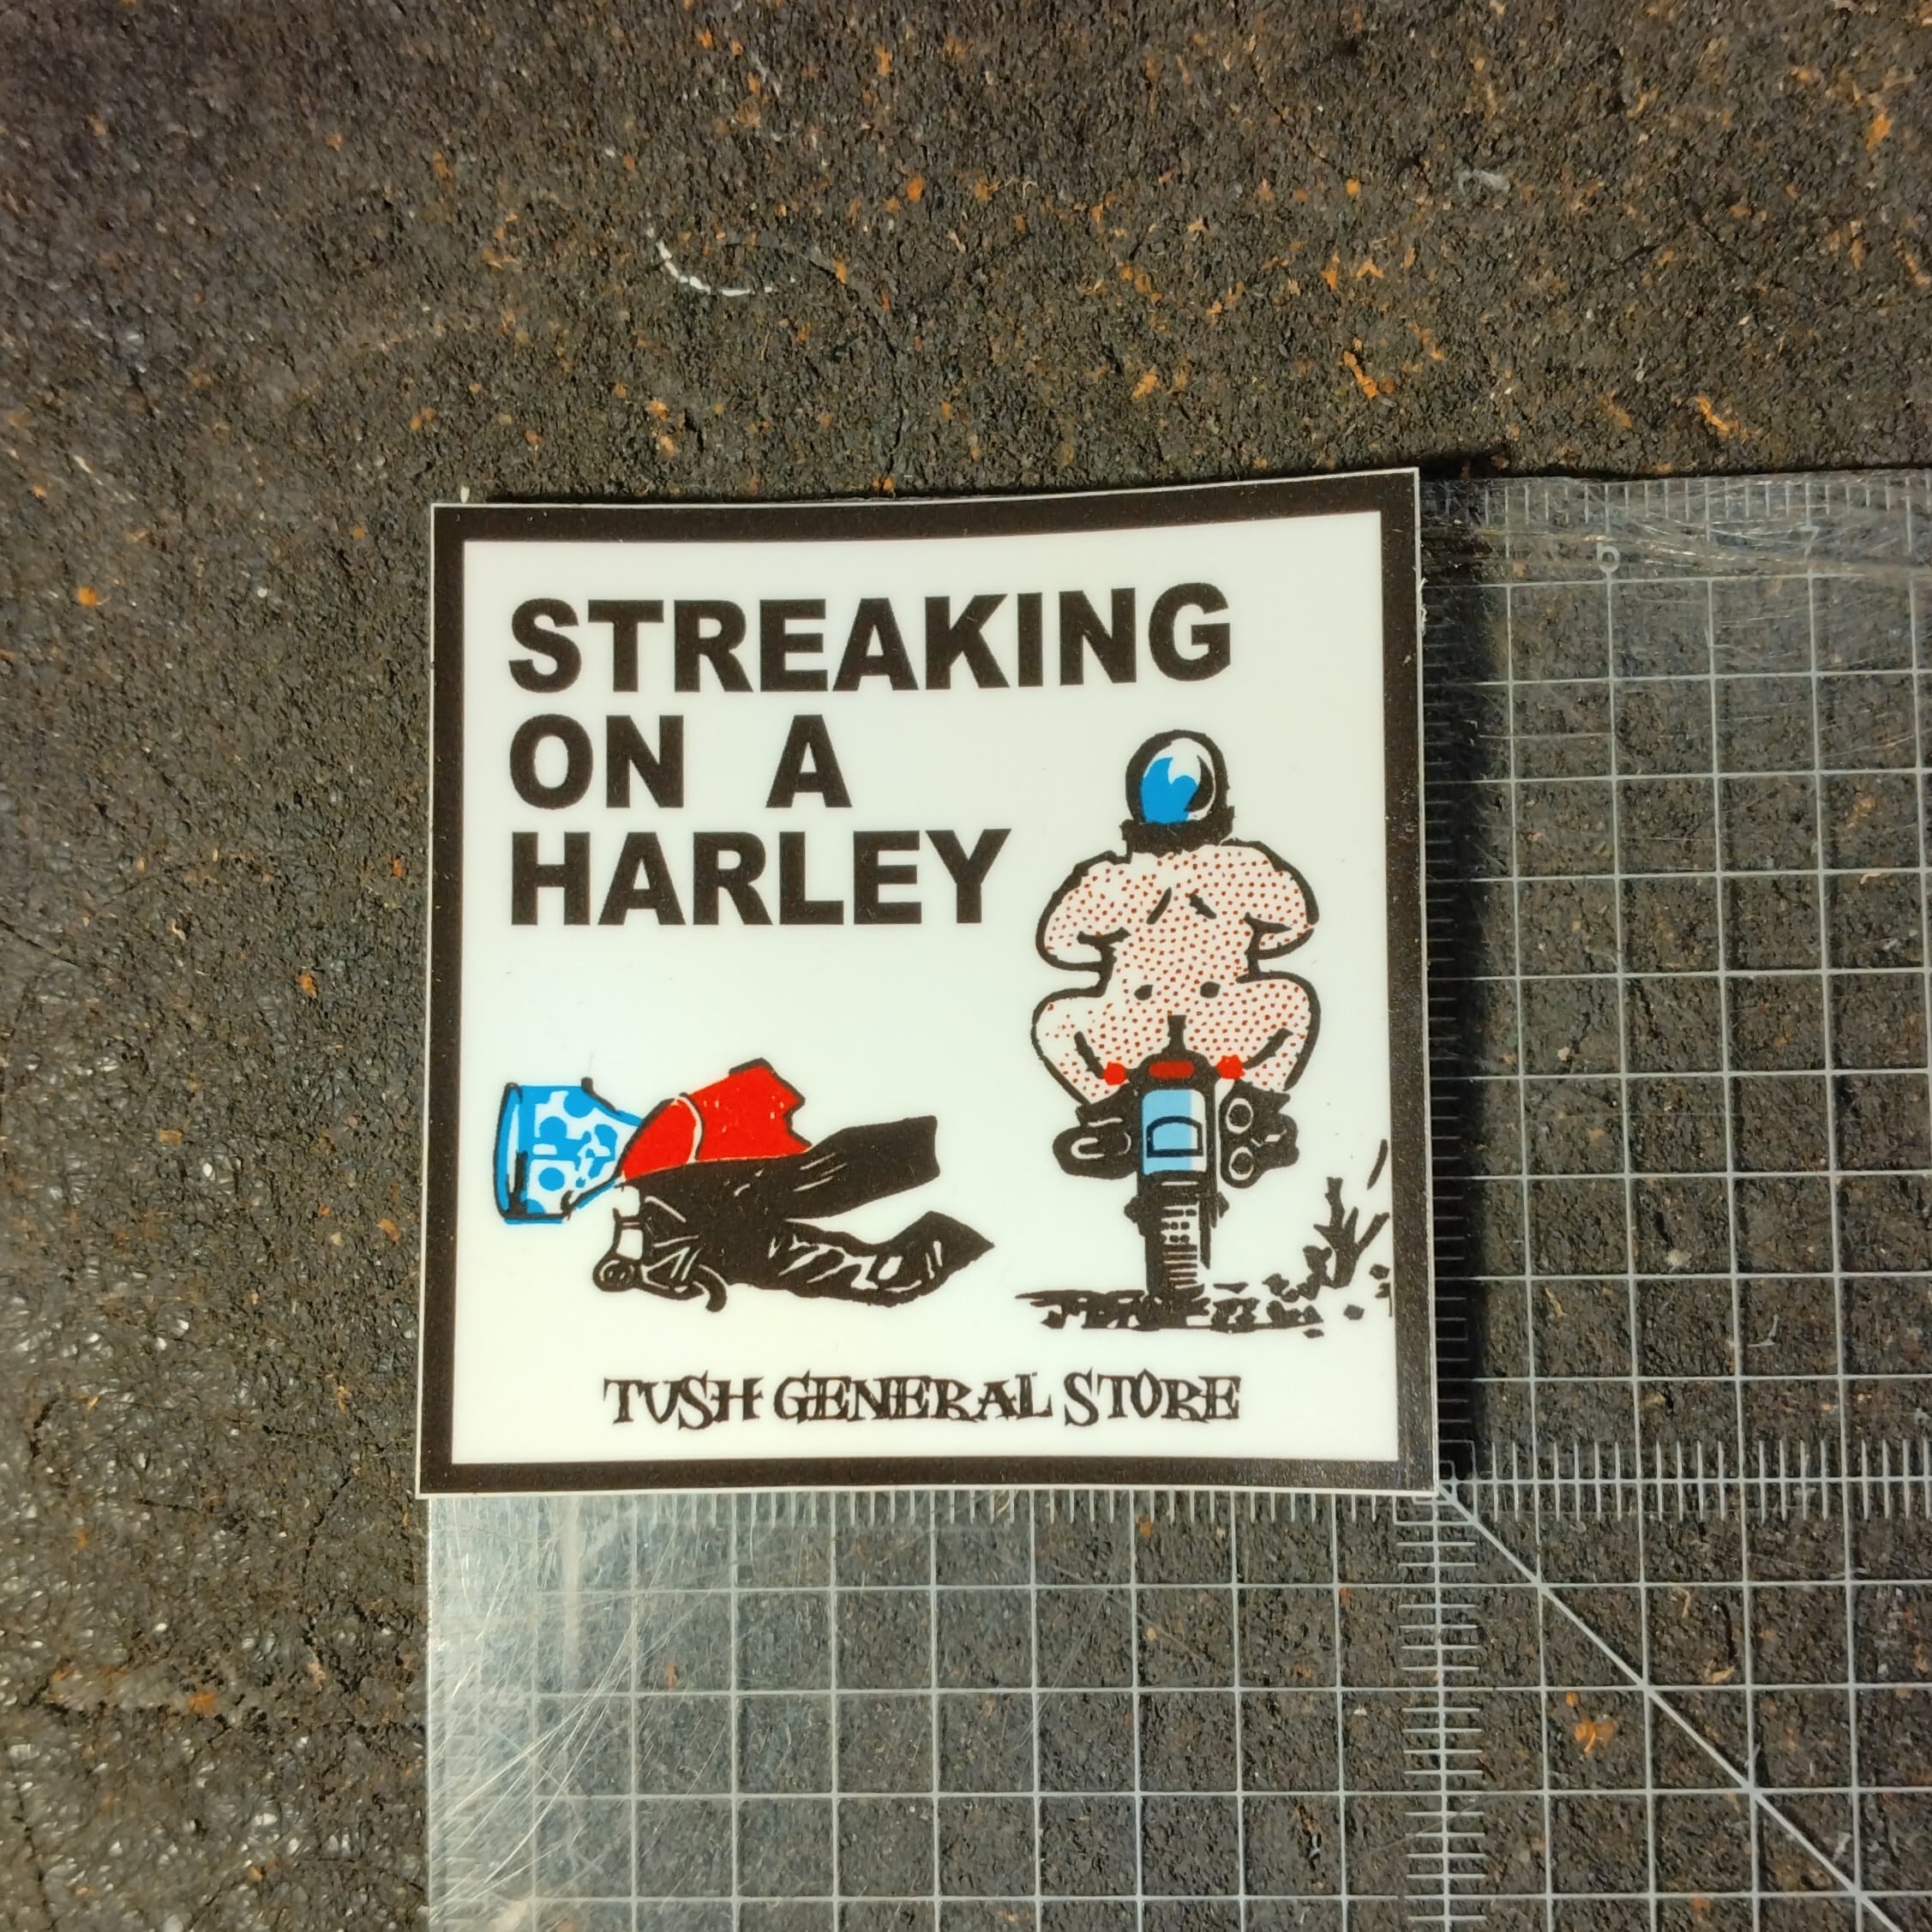 STREAKING
ON A
HARLEY
D
TUSH GENERAL STORE